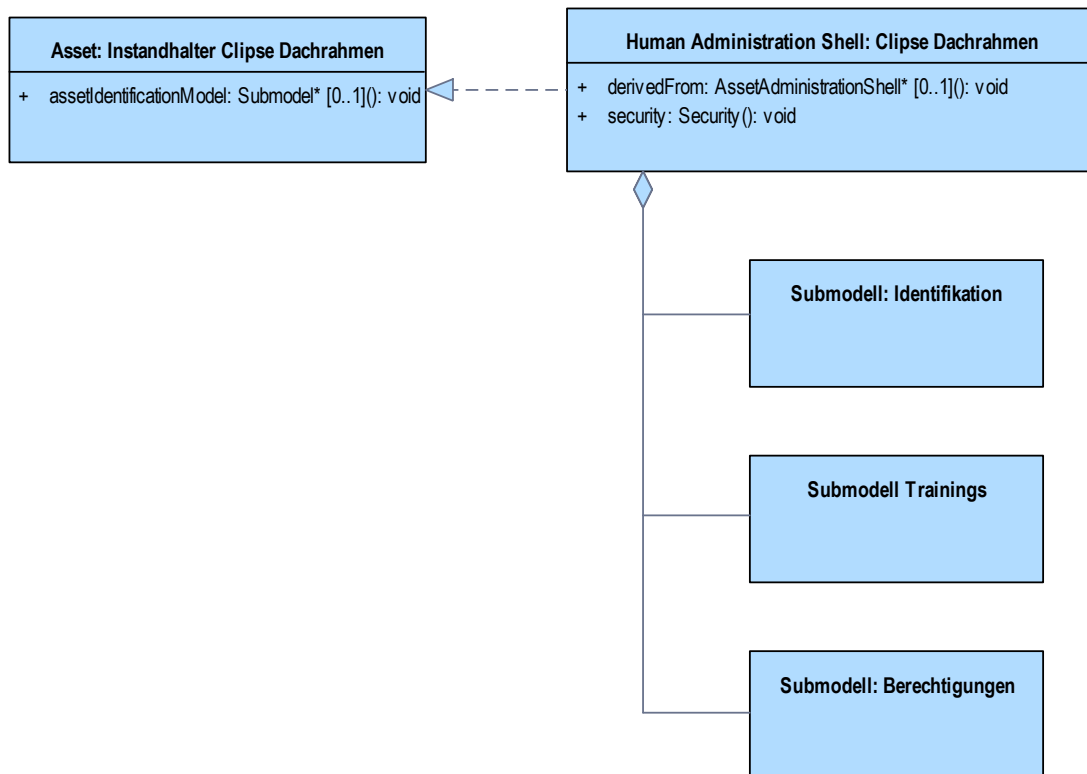 Asset: Instandhalter Clipse Dachrahmen
+ assetIdentificationModel: Submodel* [0..1](): void
Human Administration Shell: Clipse Dachrahmen
+ derivedFrom: AssetAdministrationShell* [0..1](): void
+ security: Security(): void
Submodell: Identifikation
Submodell Trainings
Submodell: Berechtigungen